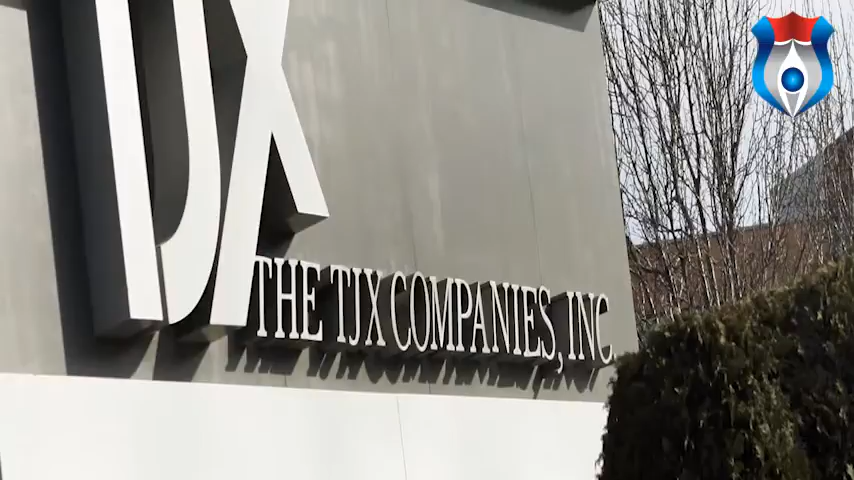 TJX
THE TJX COMPANIES, INC